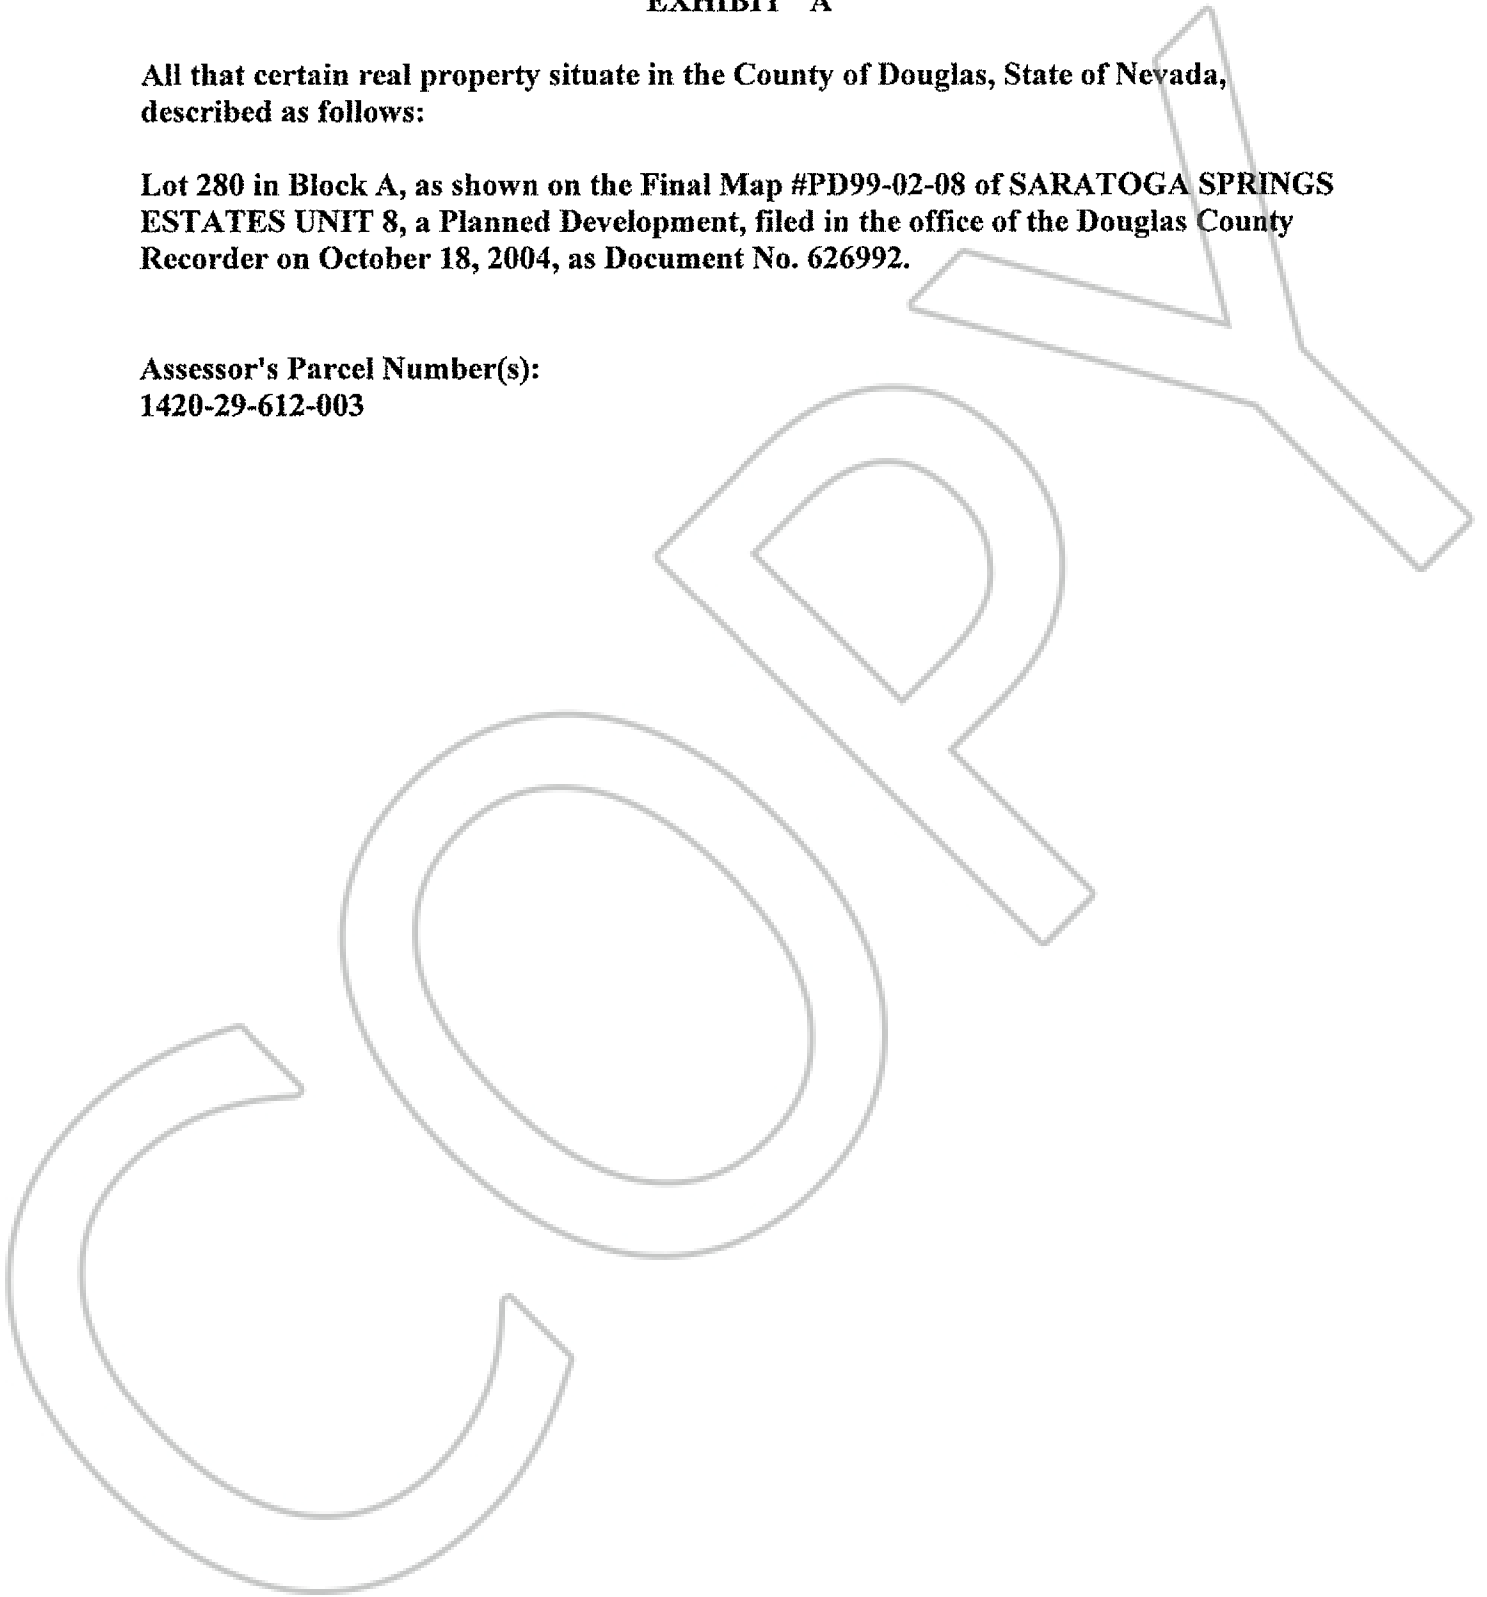 EXHIBIT A
All that certain real property situate in the County of Douglas, State of Nevada,
described as follows:
Lot 280 in Block A, as shown on the Final Map #PD99-02-08 of SARATOGA SPRINGS
ESTATES UNIT 8, a Planned Development, filed in the office of the Douglas County
Recorder on October 18, 2004, as Document No. 626992.
Assessor's Parcel Number(s):
1420-29-612-003
COPY